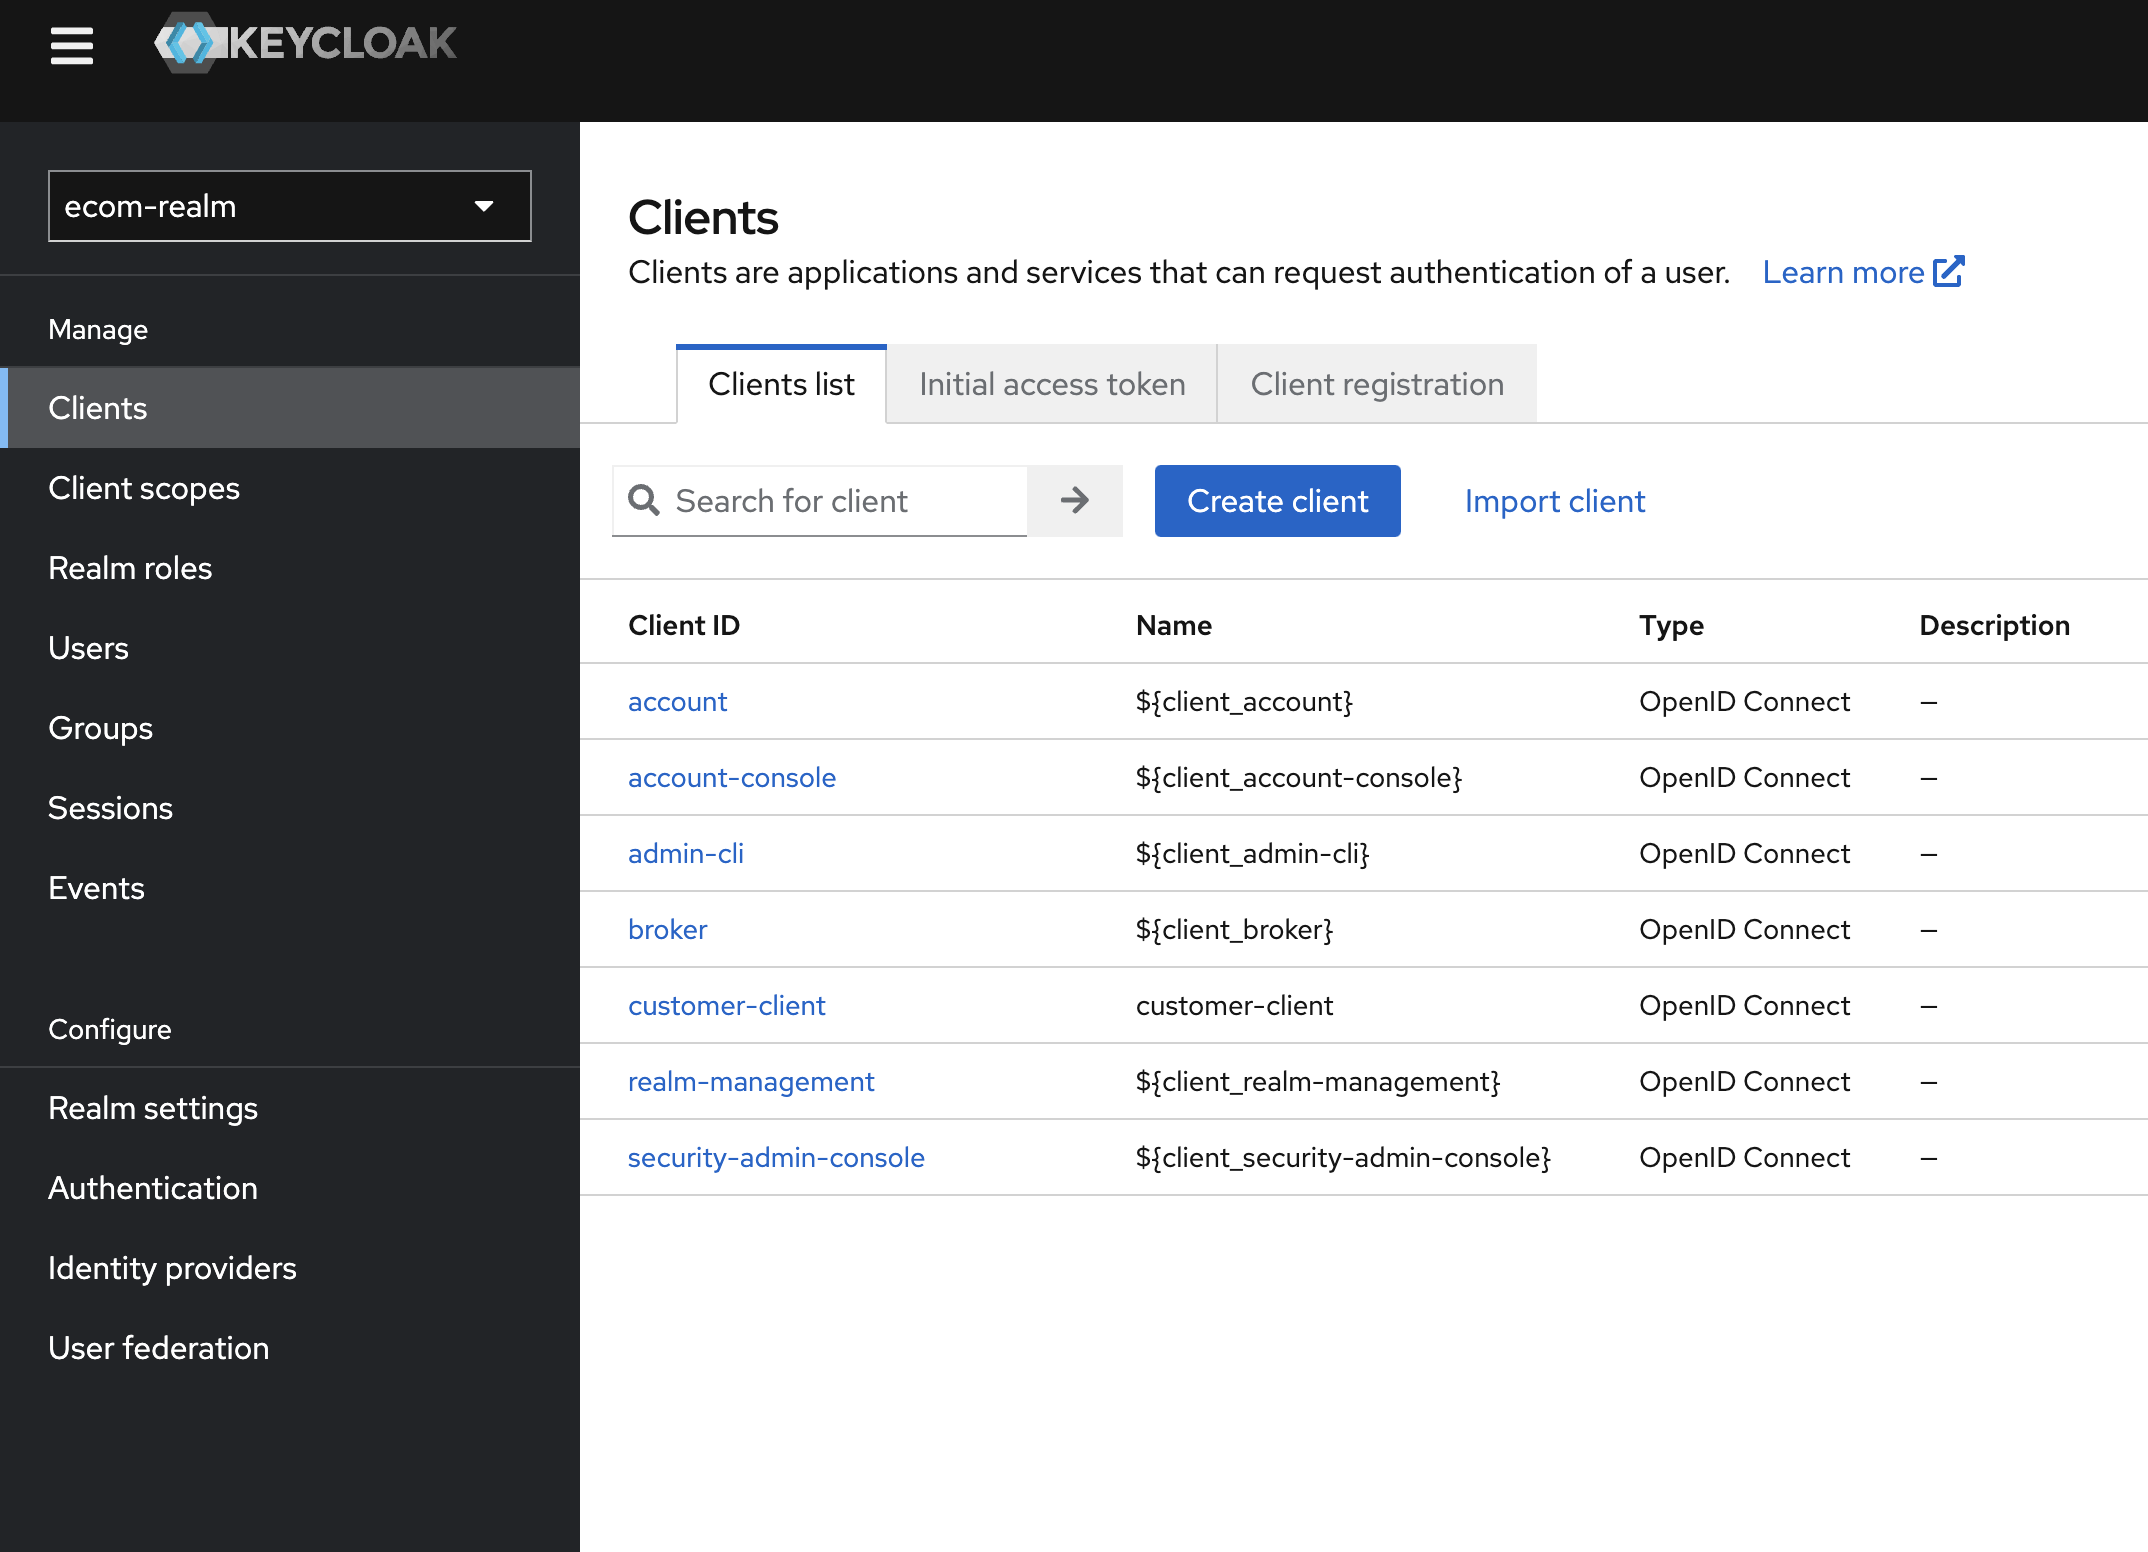 KEYCLOAK
ecom-realm
Manage
Clients
Client scopes
Realm roles
Users
Groups
Sessions
Events
Configure
Realm settings
Authentication
Identity providers
User federation
Clients
Clients are applications and services that can request authentication of a user. Learn more
Clients list Initial access token Client registration
Search for client Create client Import client
Client ID Name Type Description
account ${client_account} OpenID Connect –
account-console ${client_account-console} OpenID Connect –
admin-cli ${client_admin-cli} OpenID Connect –
broker ${client_broker} OpenID Connect –
customer-client customer-client OpenID Connect –
realm-management ${client_realm-management} OpenID Connect –
security-admin-console ${client_security-admin-console} OpenID Connect –